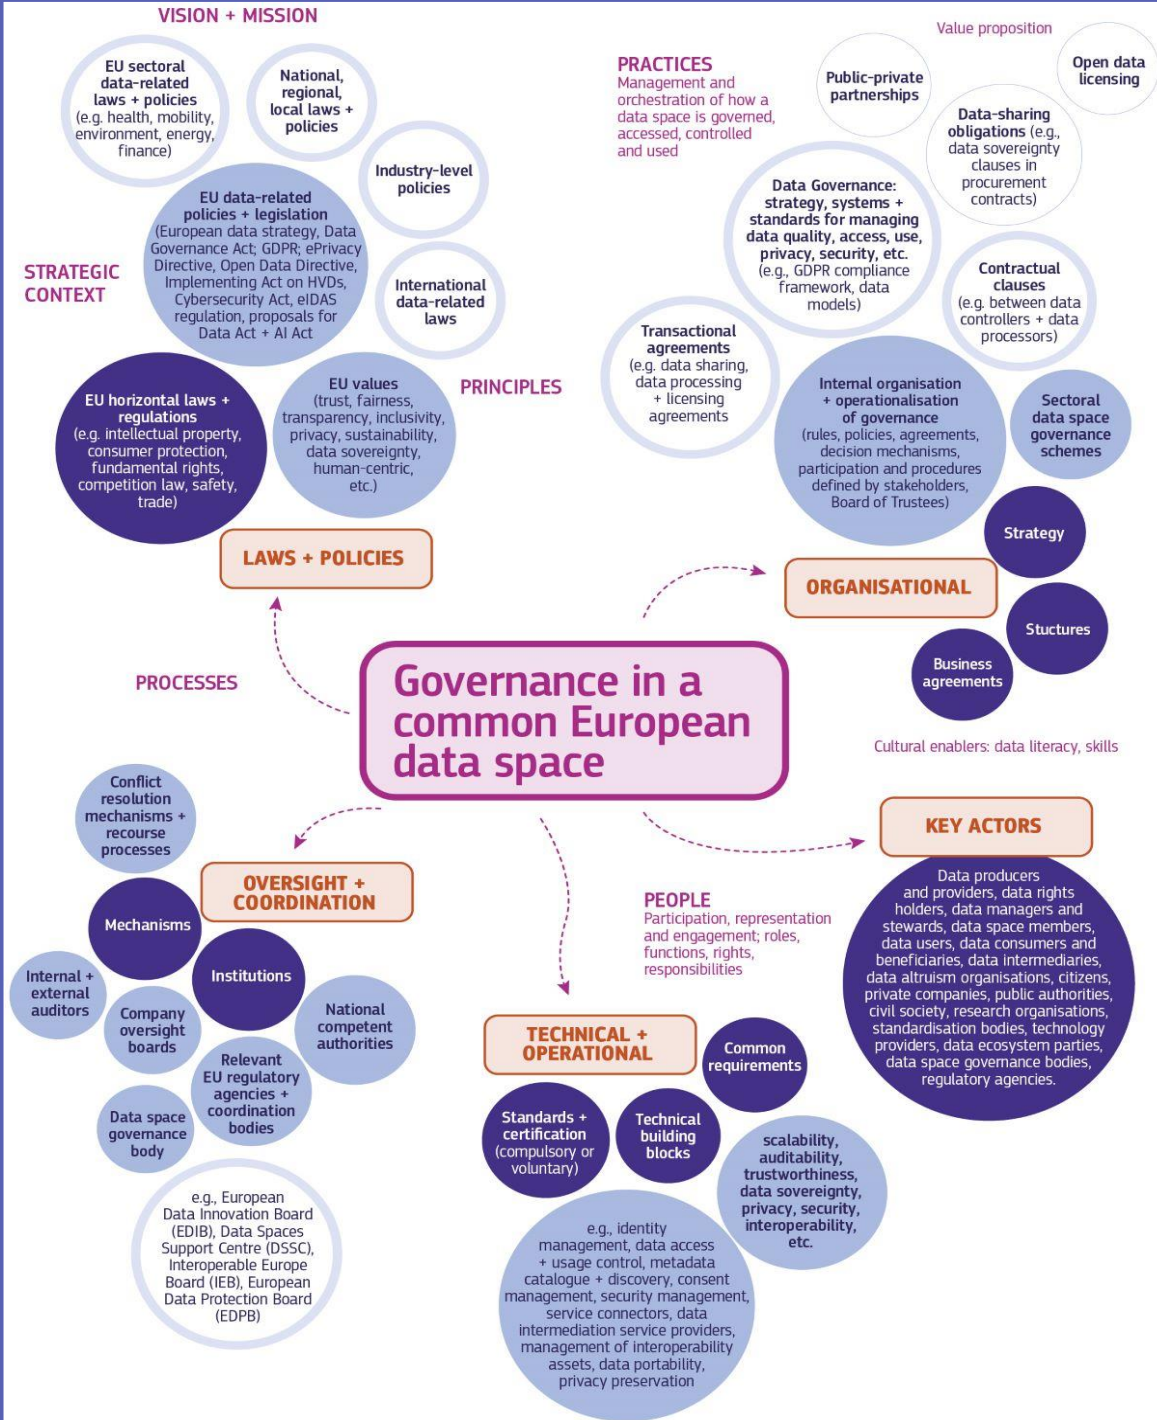 VISION + MISSION
EU sectoral
data-related
laws + policies
(e.g. health, mobility,
environment, energy,
finance)
National,
regional,
local laws +
policies
Industry-level
policies
EU data-related
policies + legislation
(European data strategy, Data
Governance Act; GDPR; ePrivacy
Directive, Open Data Directive,
Implementing Act on HVDs,
Cybersecurity Act, eIDAS
regulation, proposals for
Data Act + AI Act
STRATEGIC
CONTEXT
International
data-related
laws
EU horizontal laws +
regulations
(e.g. intellectual property,
consumer protection,
fundamental rights,
competition law, safety,
trade)
EU values
(trust, fairness,
transparency, inclusivity,
privacy, sustainability,
data sovereignty,
human-centric,
etc.)
PRINCIPLES
LAWS + POLICIES
PRACTICES
Management and
orchestration of how a
data space is governed,
accessed, controlled
and used
Value proposition
Public-private
partnerships
Open data
licensing
Data-sharing
obligations (e.g.,
data sovereignty
clauses in
procurement
contracts)
Data Governance:
strategy, systems +
standards for managing
data quality, access, use,
privacy, security, etc.
(e.g., GDPR compliance
framework, data
models)
Contractual
clauses
(e.g. between data
controllers + data
processors)
Transactional
agreements
(e.g. data sharing,
data processing
+ licensing
agreements
Internal organisation
+ operationalisation
of governance
(rules, policies, agreements,
decision mechanisms,
participation and procedures
defined by stakeholders,
Board of Trustees)
Sectoral
data space
governance
schemes
Strategy
ORGANISATIONAL
Stuctures
Business
agreements
PROCESSES
Governance in a
common European
data space
Cultural enablers: data literacy, skills
Conflict
resolution
mechanisms +
recourse
processes
OVERSIGHT +
COORDINATION
Mechanisms
Institutions
Internal +
external
auditors
Company
oversight
boards
National
competent
authorities
Relevant
EU regulatory
agencies +
coordination
bodies
Data space
governance
body
e.g., European
Data Innovation Board
(EDIB), Data Spaces
Support Centre (DSSC),
Interoperable Europe
Board (IEB), European
Data Protection Board
(EDPB)
PEOPLE
Participation, representation
and engagement; roles,
functions, rights,
responsibilities
KEY ACTORS
Data producers
and providers, data rights
holders, data managers and
stewards, data space members,
data users, data consumers and
beneficiaries, data intermediaries,
data altruism organisations, citizens,
private companies, public authorities,
civil society, research organisations,
standardisation bodies, technology
providers, data ecosystem parties,
data space governance bodies,
regulatory agencies.
TECHNICAL +
OPERATIONAL
Common
requirements
Standards +
certification
(compulsory or
voluntary)
Technical
building
blocks
scalability,
auditability,
trustworthiness,
data sovereignty,
privacy, security,
interoperability,
etc.
e.g., identity
management, data access
+ usage control, metadata
catalogue + discovery, consent
management, security management,
service connectors, data
intermediation service providers,
management of interoperability
assets, data portability,
privacy preservation